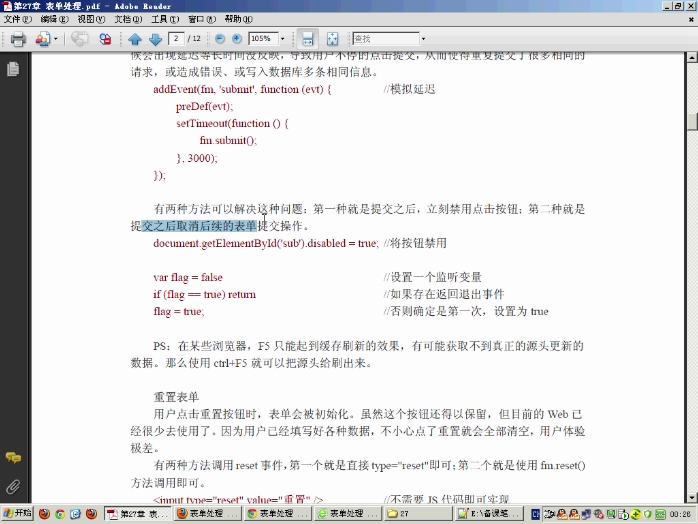 第27章 表单处理.pdf - Adobe Reader
文件(F) 编辑(E) 视图(V) 文档(D) 工具(T) 窗口(W) 帮助(H)
2 / 12 105% 查找
候会出现延迟等长时间没反映，导致用户不停的点击提交，从而使得重复提交了很多相同的
请求，或造成错误、或写入数据库多条相同信息。
addEvent(fm, 'submit', function (evt) { //模拟延迟
preDef(evt);
setTimeout(function () {
fm.submit();
}, 3000);
});
有两种方法可以解决这种问题：第一种就是提交之后，立刻禁用点击按钮；第二种就是
提交之后取消后续的表单提交操作。
document.getElementById('sub').disabled = true; //将按钮禁用
var flag = false //设置一个监听变量
if (flag == true) return //如果存在返回退出事件
flag = true; //否则确定是第一次，设置为 true
PS：在某些浏览器，F5 只能起到缓存刷新的效果，有可能获取不到真正的源头更新的
数据。那么使用 ctrl+F5 就可以把源头给刷出来。
重置表单
用户点击重置按钮时，表单会被初始化。虽然这个按钮还得以保留，但目前的 Web 已
经很少去使用了。因为用户已经填写好各种数据，不小心点了重置就会全部清空，用户体验
极差。
有两种方法调用 reset 事件，第一个就是直接 type="reset"即可；第二个就是使用 fm.reset()
方法调用即可。
<input type="reset" value="重置" /> //不需要 JS 代码即可实现
开始 第27章 表... 表单处理 ... 表单处理 ... 表单处理 ... 27 E:\备课笔... 00:26